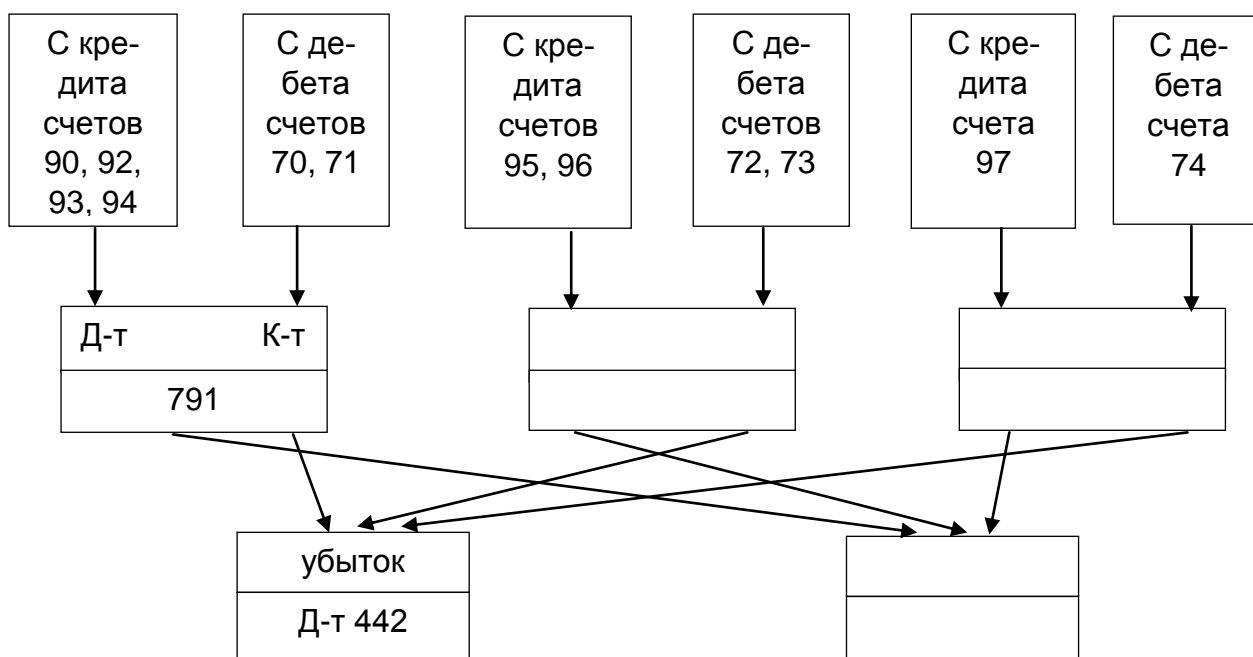 С кре-
дита
счетов
90, 92,
93, 94
С де-
бета
счетов
70, 71
С кре-
дита
счетов
95, 96
С де-
бета
счетов
72, 73
С кре-
дита
счета
97
С де-
бета
счета
74
Д-т К-т
791
убыток
Д-т 442